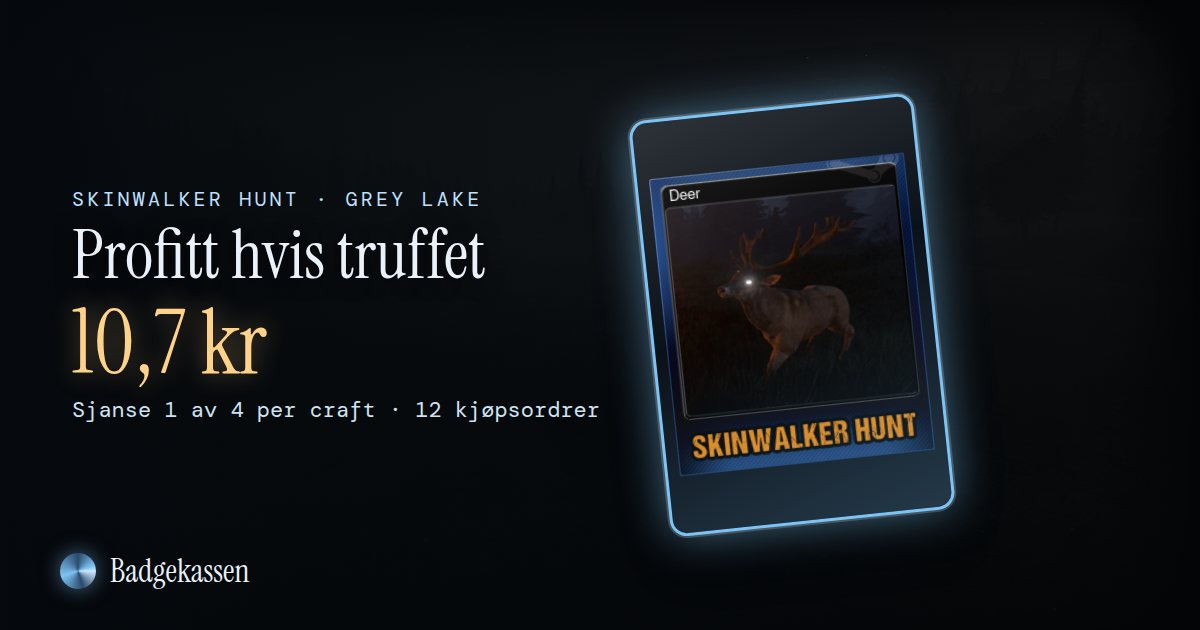 SKINWALKER HUNT · GREY LAKE
Profitt hvis truffet
10,7 kr
Sjanse 1 av 4 per craft · 12 kjøpsordrer
Deer
SKINWALKER HUNT
Badgekassen